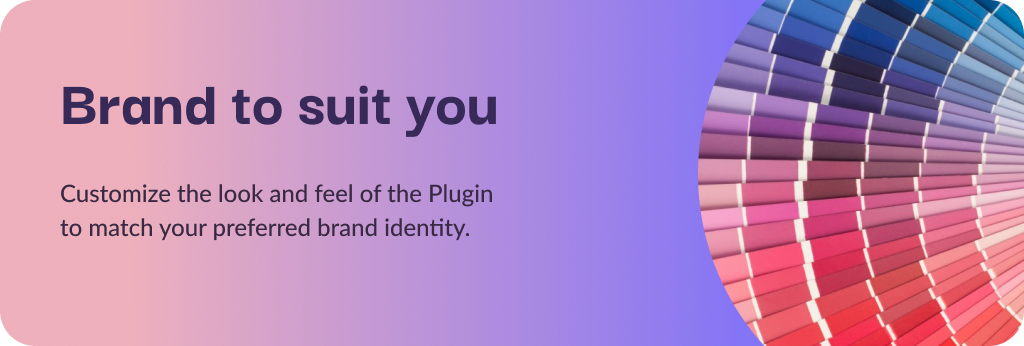 Brand to suit you
Customize the look and feel of the Plugin
to match your preferred brand identity.